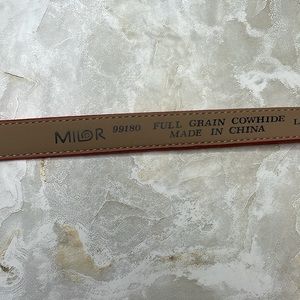 MILOR 99180 FULL GRAIN COWHIDE L
MADE IN CHINA